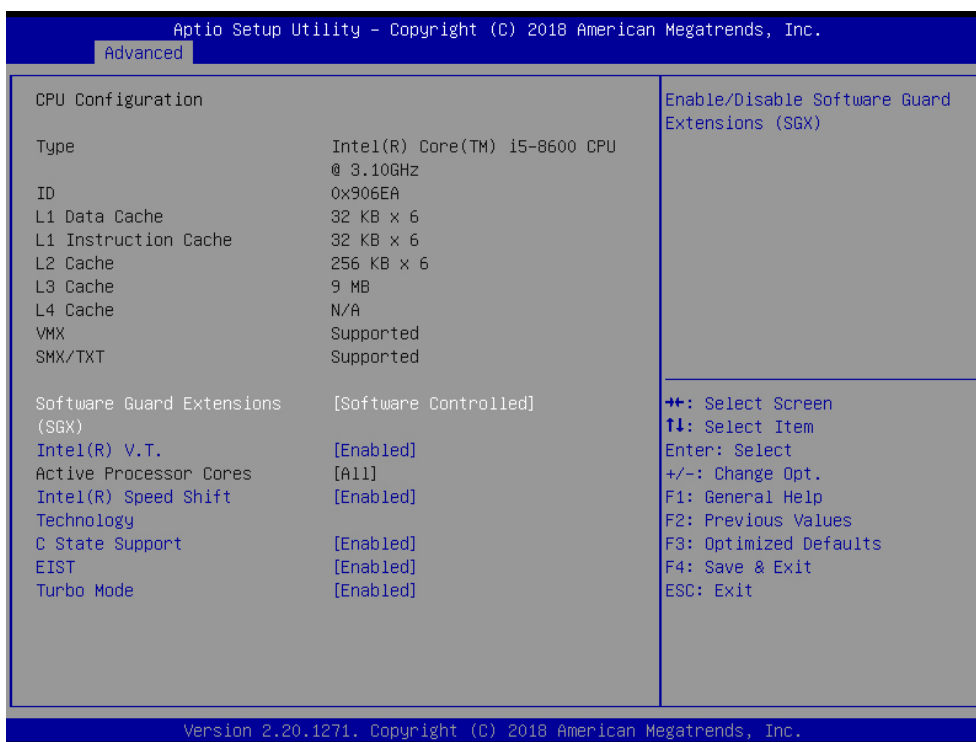 Aptio Setup Utility – Copyright (C) 2018 American Megatrends, Inc.
Advanced
CPU Configuration
Type Intel(R) Core(TM) i5-8600 CPU
@ 3.10GHz
ID 0x906EA
L1 Data Cache 32 KB x 6
L1 Instruction Cache 32 KB x 6
L2 Cache 256 KB x 6
L3 Cache 9 MB
L4 Cache N/A
VMX Supported
SMX/TXT Supported
Software Guard Extensions [Software Controlled]
(SGX)
Intel(R) V.T. [Enabled]
Active Processor Cores [All]
Intel(R) Speed Shift [Enabled]
Technology
C State Support [Enabled]
EIST [Enabled]
Turbo Mode [Enabled]
Enable/Disable Software Guard
Extensions (SGX)
→←: Select Screen
↑↓: Select Item
Enter: Select
+/-: Change Opt.
F1: General Help
F2: Previous Values
F3: Optimized Defaults
F4: Save & Exit
ESC: Exit
Version 2.20.1271. Copyright (C) 2018 American Megatrends, Inc.